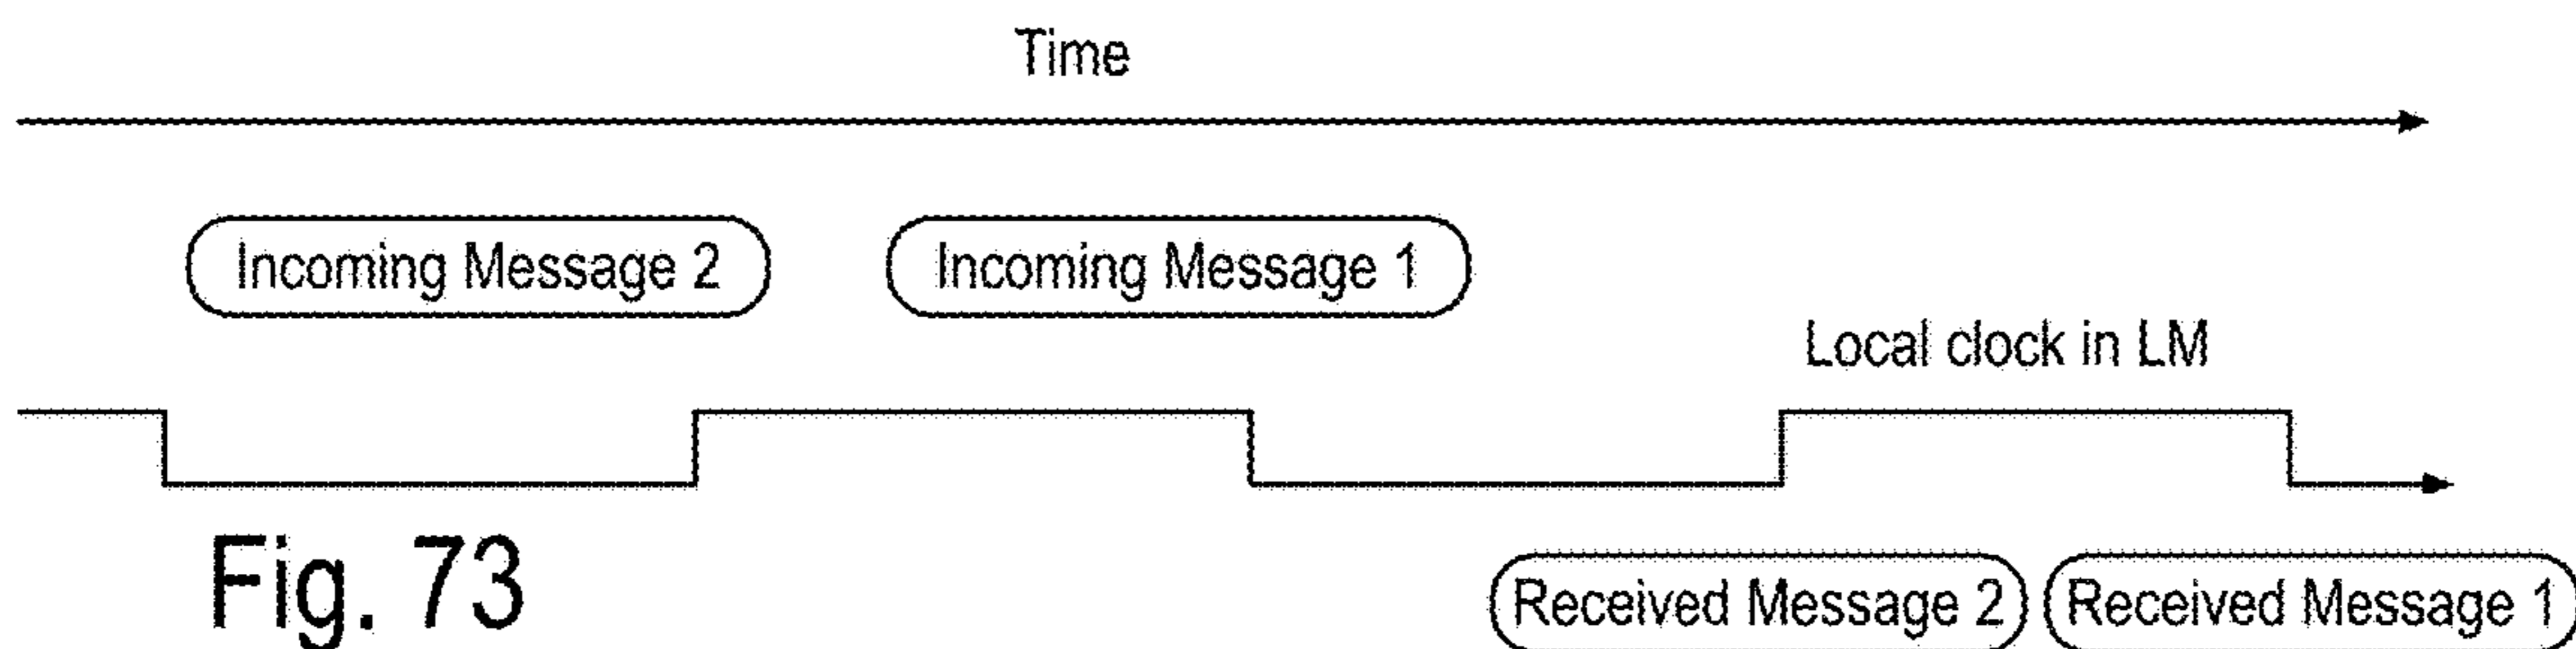 Time
Incoming Message 2
Incoming Message 1
Local clock in LM
Fig. 73
Received Message 2
Received Message 1